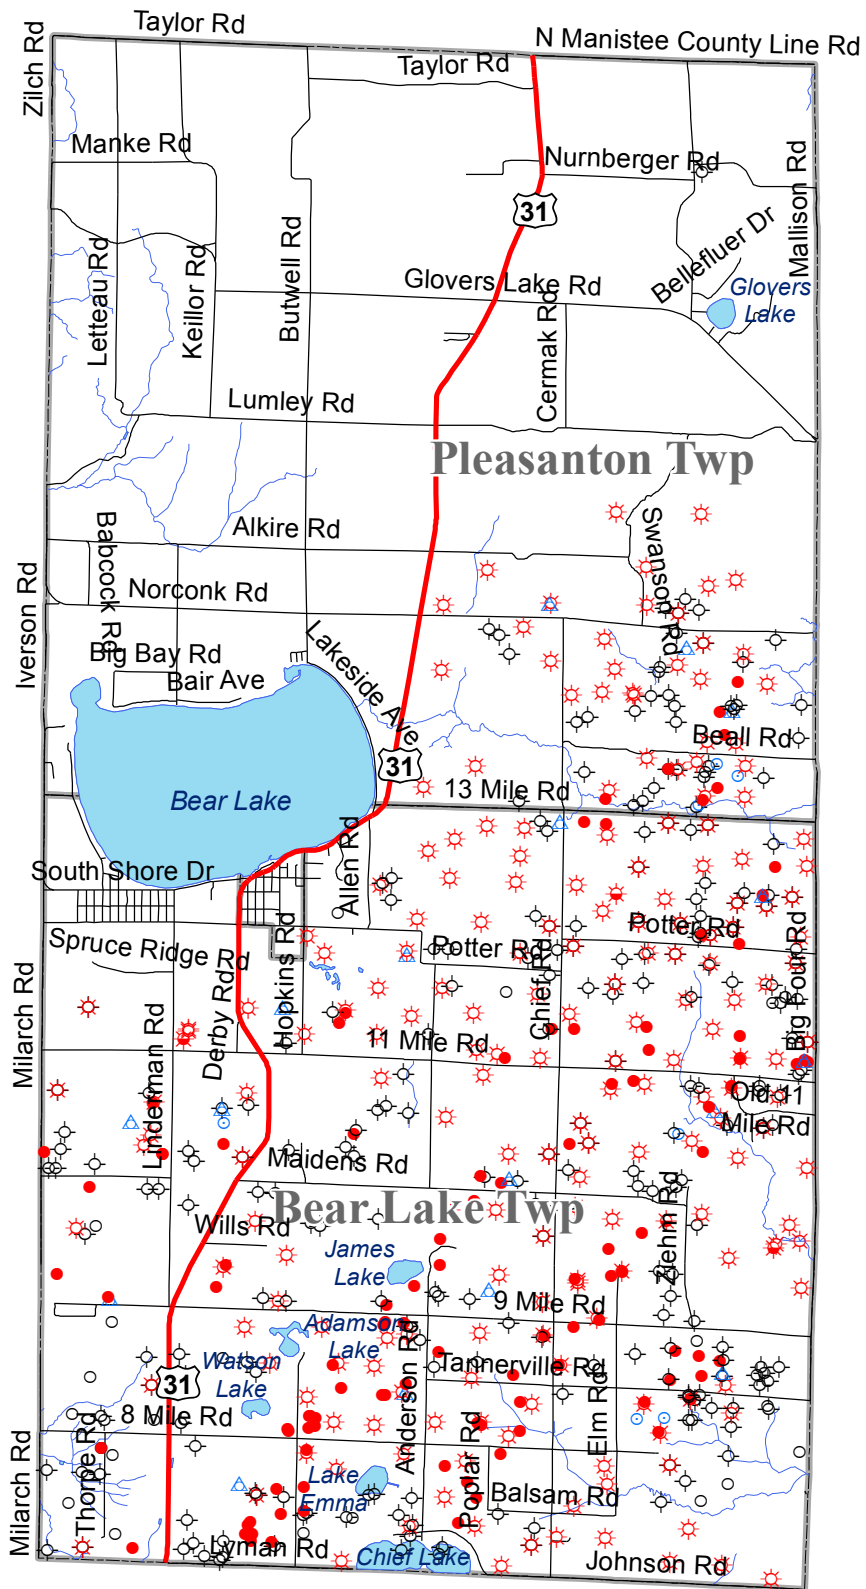 Taylor Rd
N Manistee County Line Rd
Zilch Rd
Taylor Rd
Manke Rd
Nurnberger Rd
Mallison Rd
31
Bellefluer Dr
Letteau Rd
Keillor Rd
Butwell Rd
Glovers Lake Rd
Glovers
Lake
Cermak Rd
Lumley Rd
Pleasanton Twp
Babcock Rd
Alkire Rd
Swanson Rd
Iverson Rd
Norconk Rd
Big Bay Rd
Bair Ave
Lakeside Ave
Beall Rd
31
13 Mile Rd
Bear Lake
South Shore Dr
Allen Rd
Potter Rd
Spruce Ridge Rd
Hopkins Rd
Potter Rd
Chief Rd
Big Four Rd
Milarch Rd
Derby Rd
Linderman Rd
11 Mile Rd
Old 11
Mile Rd
Maidens Rd
Bear Lake Twp
Wills Rd
Ziehm Rd
James
Lake
9 Mile Rd
Adamson
Lake
Watson
Lake
Anderson Rd
Tannerville Rd
31
8 Mile Rd
Elm Rd
Milarch Rd
Thorpe Rd
Poplar Rd
Lake
Emma
Balsam Rd
Lyman Rd
Chief Lake
Johnson Rd